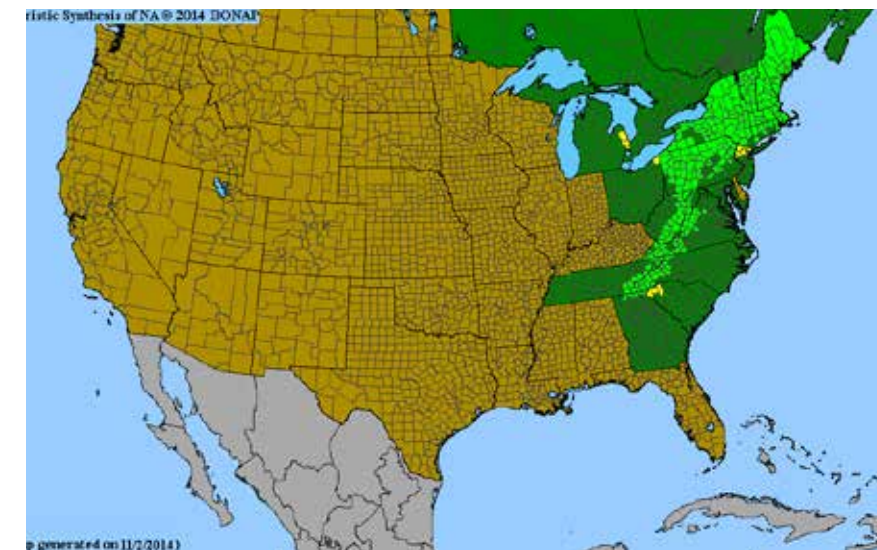 ristic Synthesis of NA © 2014 BONAP
p generated on 11/2/2014)